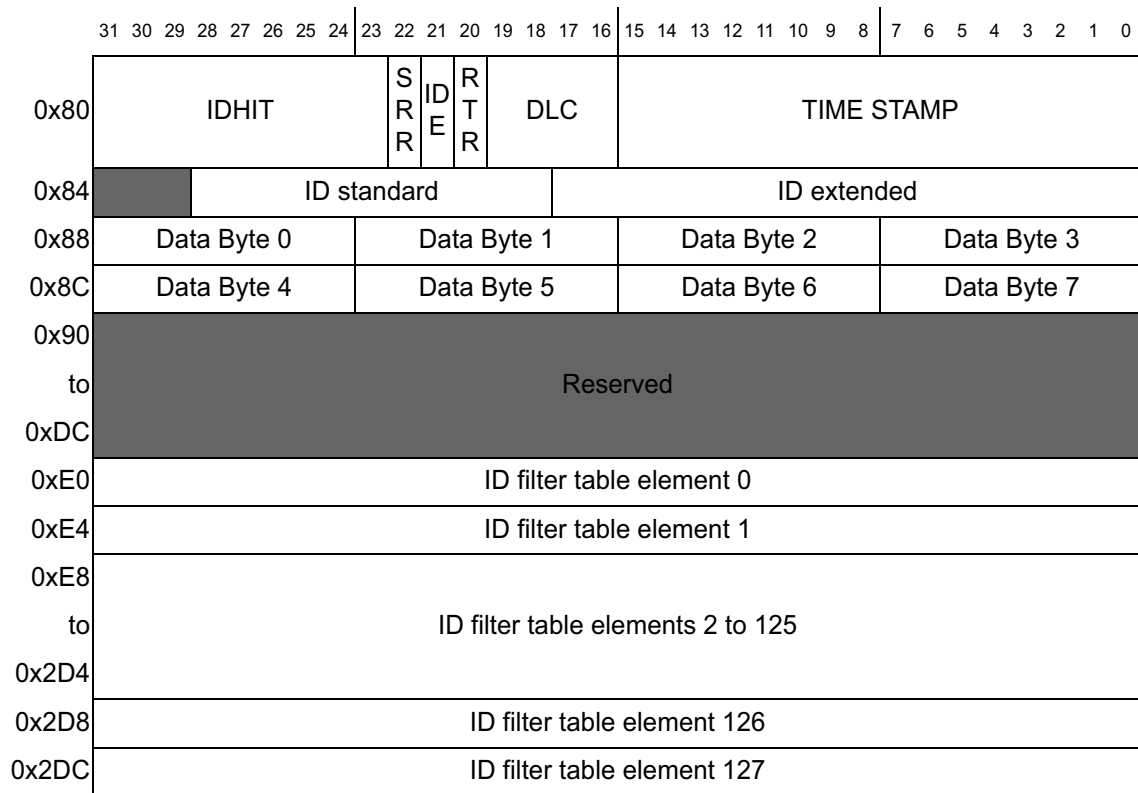 31 30 29 28 27 26 25 24 23 22 21 20 19 18 17 16 15 14 13 12 11 10 9 8 7 6 5 4 3 2 1 0
0x80 IDHIT SRR IDE RTR DLC TIME STAMP
0x84 ID standard ID extended
0x88 Data Byte 0 Data Byte 1 Data Byte 2 Data Byte 3
0x8C Data Byte 4 Data Byte 5 Data Byte 6 Data Byte 7
0x90
to Reserved
0xDC
0xE0 ID filter table element 0
0xE4 ID filter table element 1
0xE8
to ID filter table elements 2 to 125
0x2D4
0x2D8 ID filter table element 126
0x2DC ID filter table element 127